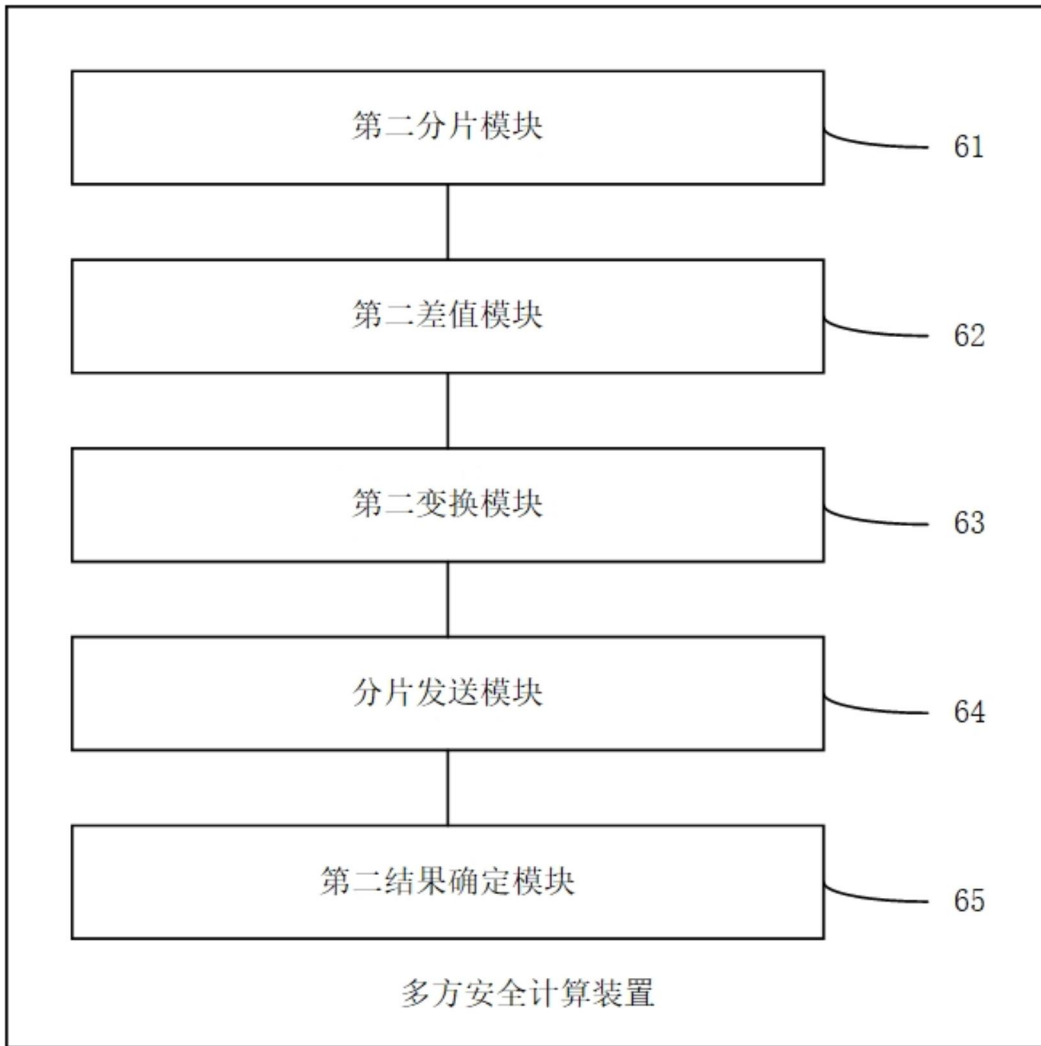 第二分片模块
61
第二差值模块
62
第二变换模块
63
分片发送模块
64
第二结果确定模块
65
多方安全计算装置